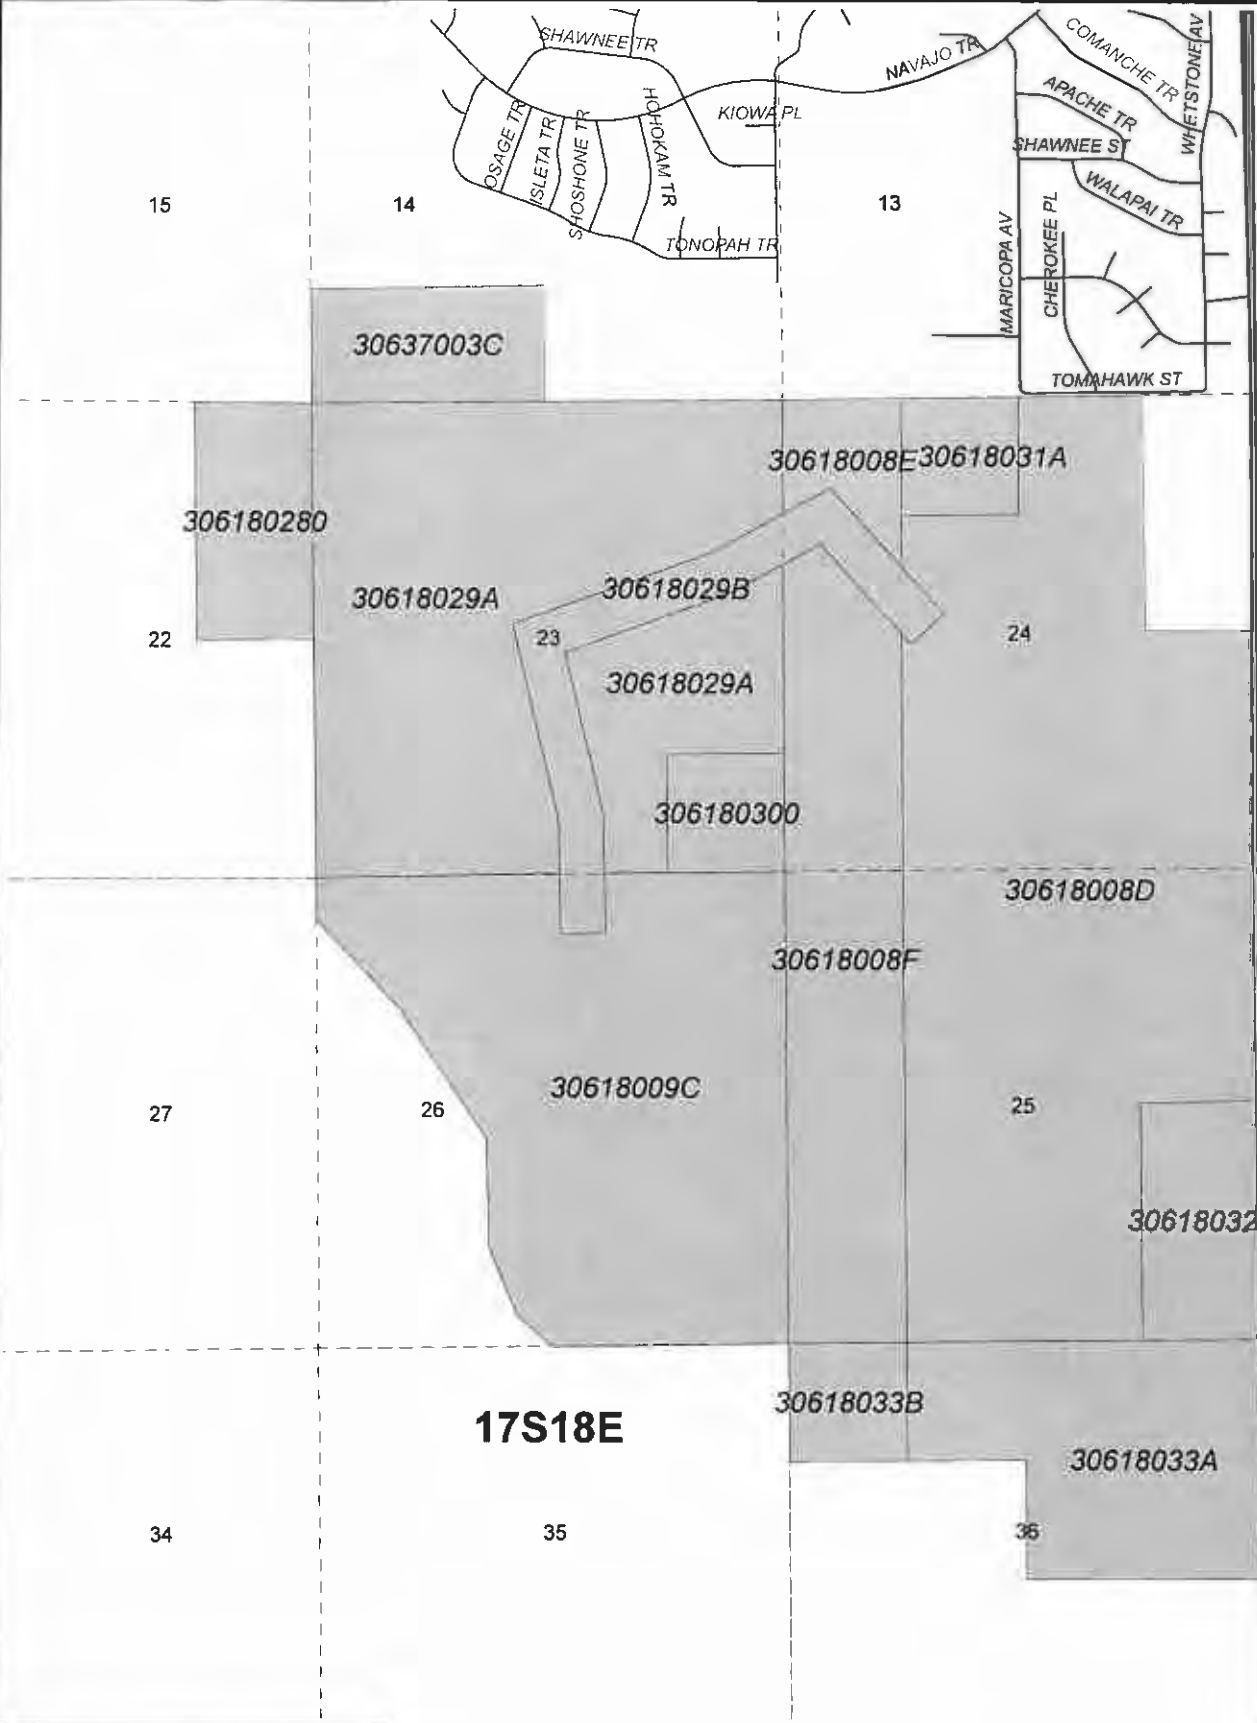 SHAWNEE TR
NAVAJO TR
COMANCHE TR
WHETSTONE AV
APACHE TR
KIOWA PL
HOHOKAM TR
OSAGE TR
ISLETA TR
SHOSHONE TR
SHAWNEE ST
WALAPAI TR
15
14
13
TONOPAH TR
MARICOPA AV
CHEROKEE PL
30637003C
TOMAHAWK ST
30618008E
30618031A
306180280
30618029A
30618029B
22
23
24
30618029A
306180300
30618008D
30618008F
30618009C
27
26
25
30618032
30618033B
17S18E
30618033A
34
35
36